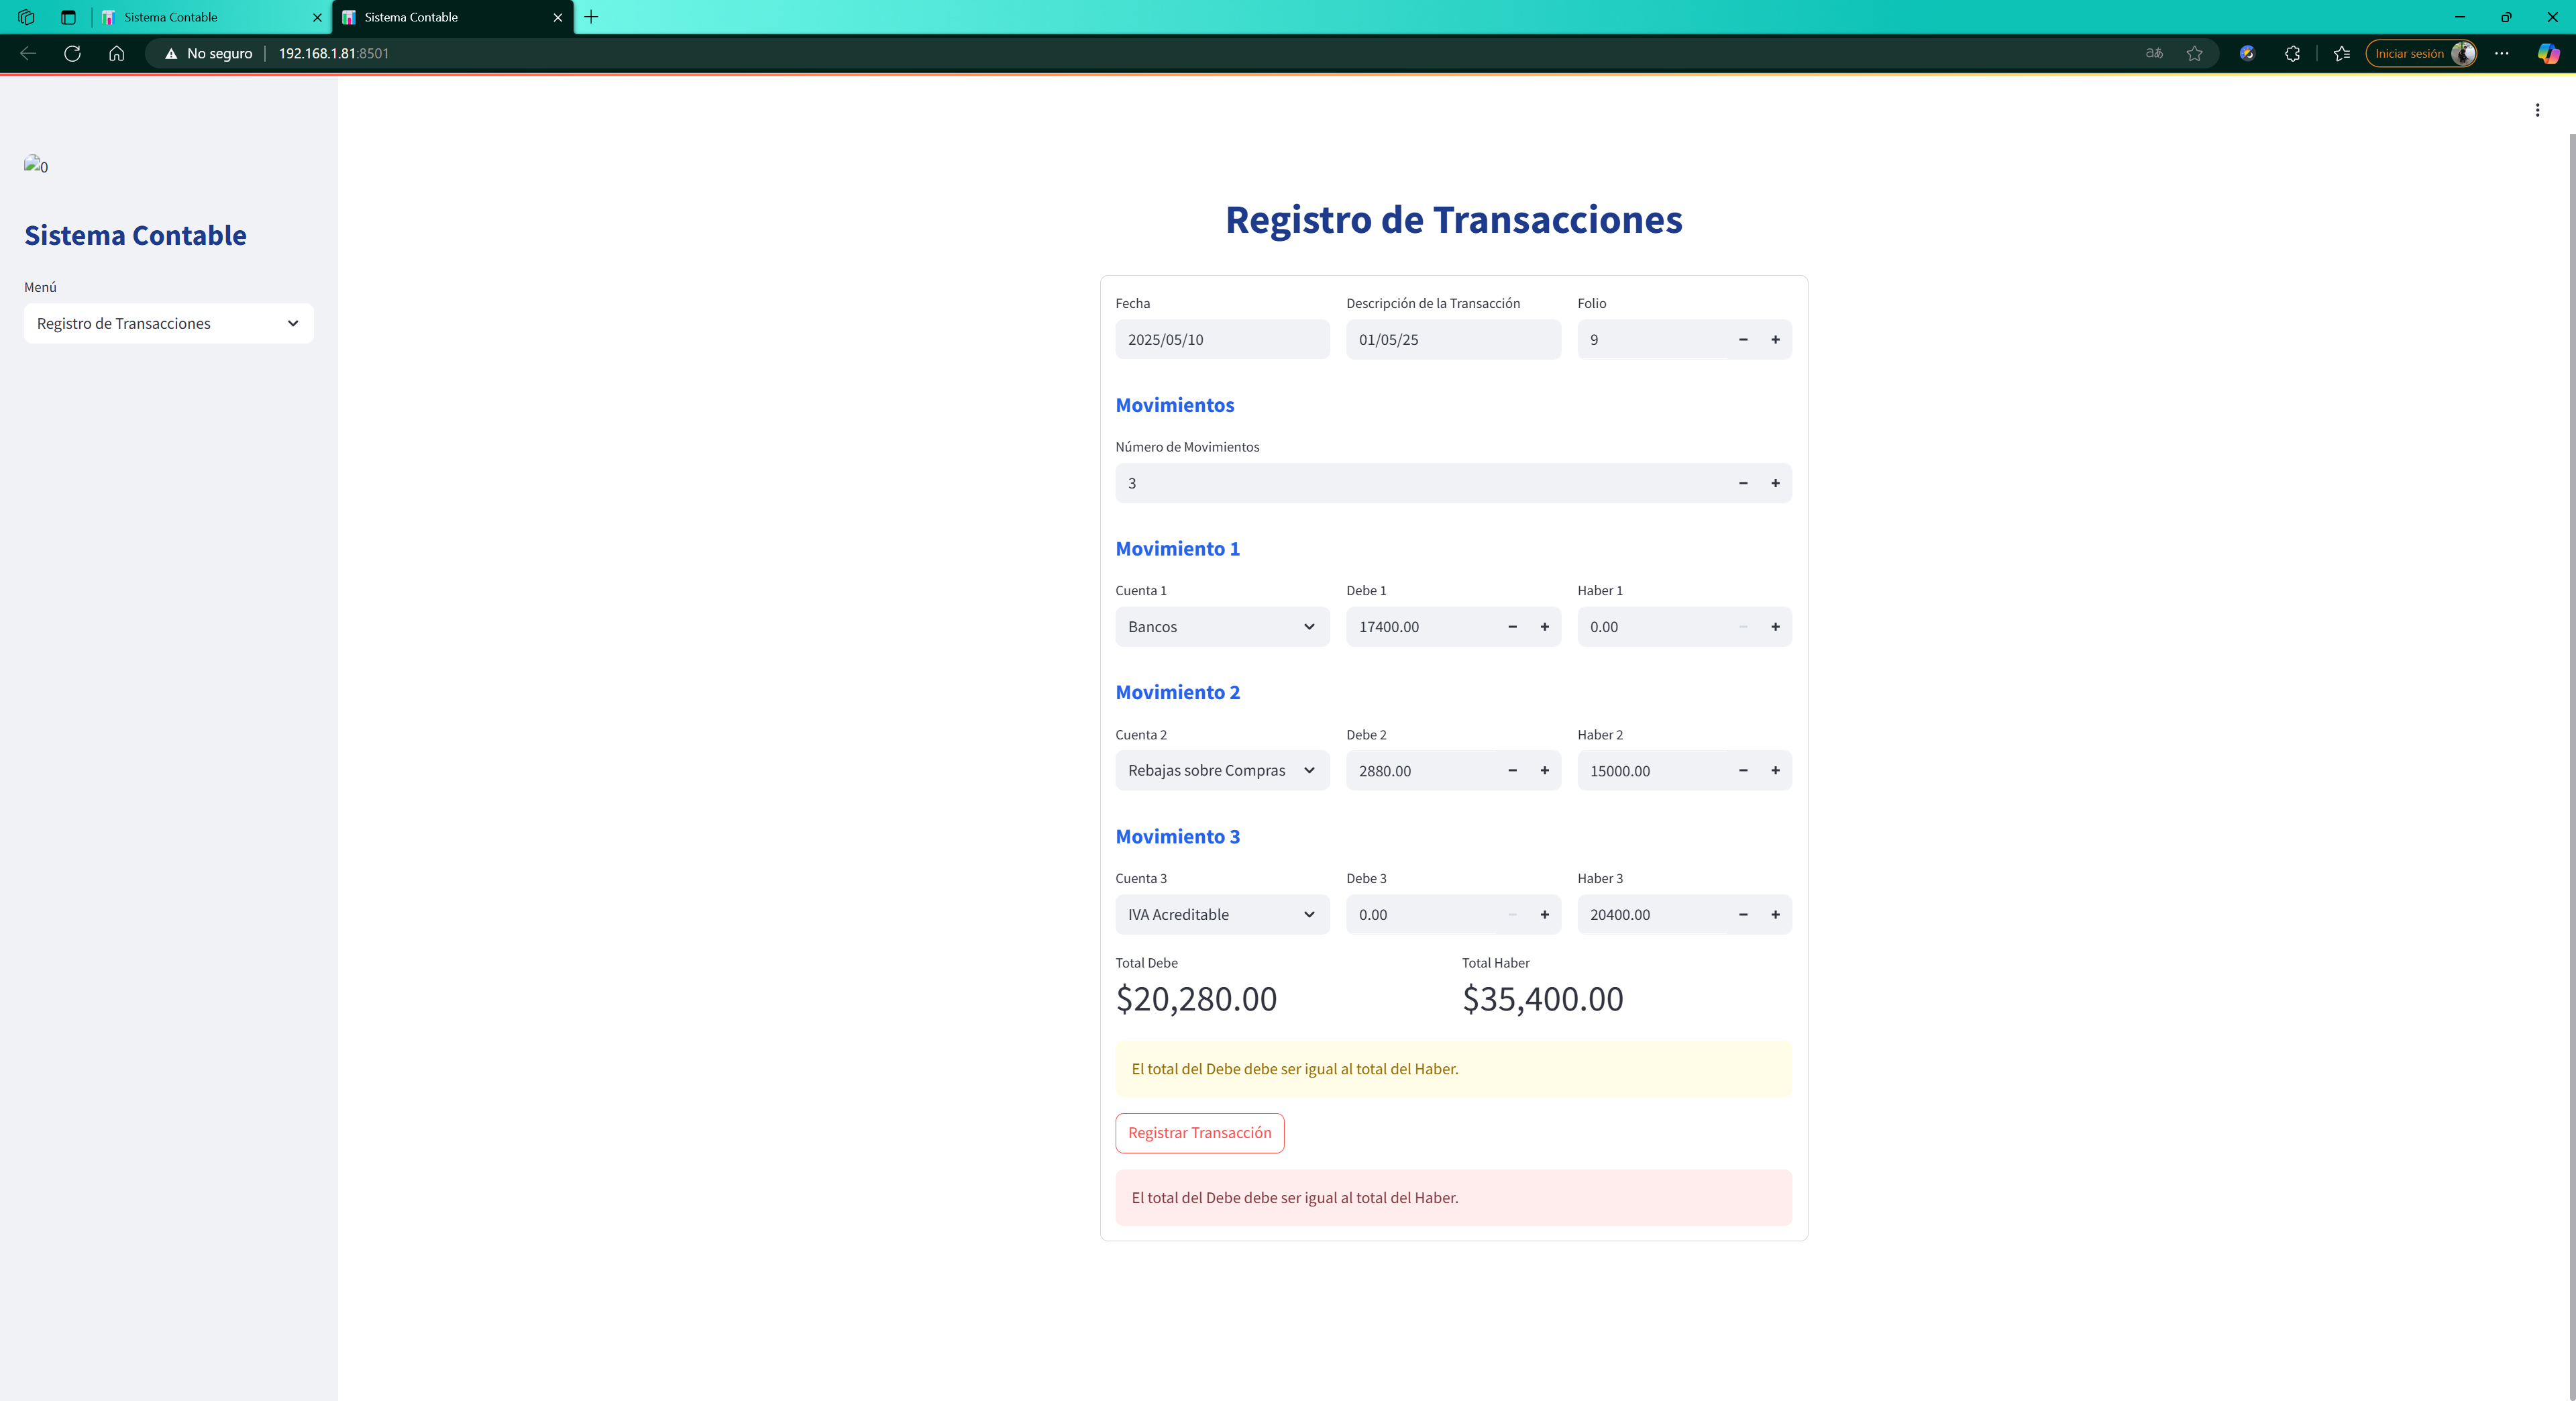 Sistema Contable
Sistema Contable
No seguro
192.168.1.81:8501
aあ
Iniciar sesión
0
Sistema Contable
Menú
Registro de Transacciones
Registro de Transacciones
Fecha Descripción de la Transacción Folio
2025/05/10 01/05/25 9
Movimientos
Número de Movimientos
3
Movimiento 1
Cuenta 1 Debe 1 Haber 1
Bancos 17400.00 0.00
Movimiento 2
Cuenta 2 Debe 2 Haber 2
Rebajas sobre Compras 2880.00 15000.00
Movimiento 3
Cuenta 3 Debe 3 Haber 3
IVA Acreditable 0.00 20400.00
Total Debe Total Haber
$20,280.00 $35,400.00
El total del Debe debe ser igual al total del Haber.
Registrar Transacción
El total del Debe debe ser igual al total del Haber.